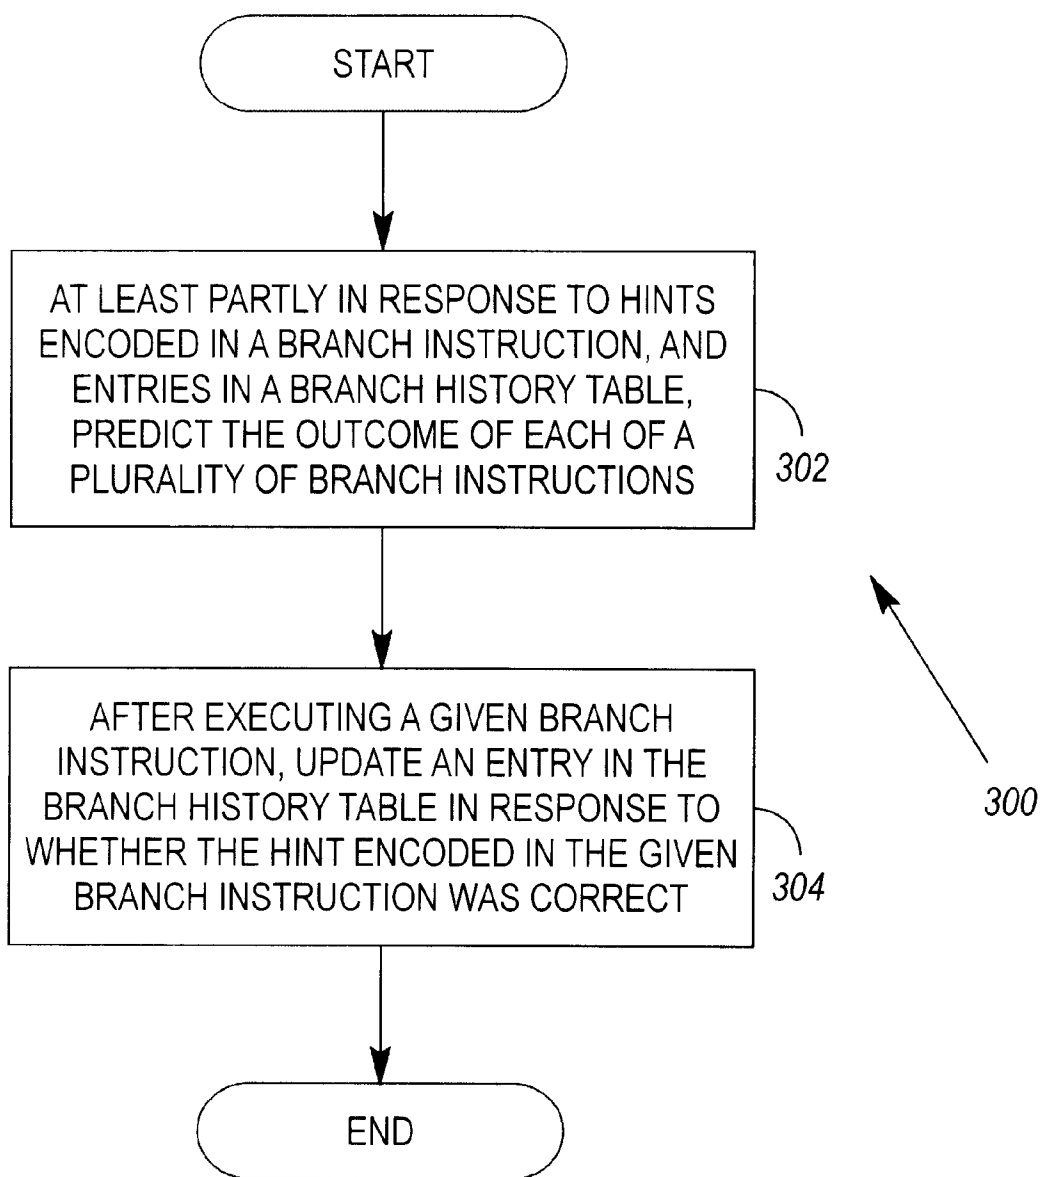 START
AT LEAST PARTLY IN RESPONSE TO HINTS
ENCODED IN A BRANCH INSTRUCTION, AND
ENTRIES IN A BRANCH HISTORY TABLE,
PREDICT THE OUTCOME OF EACH OF A
PLURALITY OF BRANCH INSTRUCTIONS
302
AFTER EXECUTING A GIVEN BRANCH
INSTRUCTION, UPDATE AN ENTRY IN THE
BRANCH HISTORY TABLE IN RESPONSE TO
WHETHER THE HINT ENCODED IN THE GIVEN
BRANCH INSTRUCTION WAS CORRECT
304
300
END